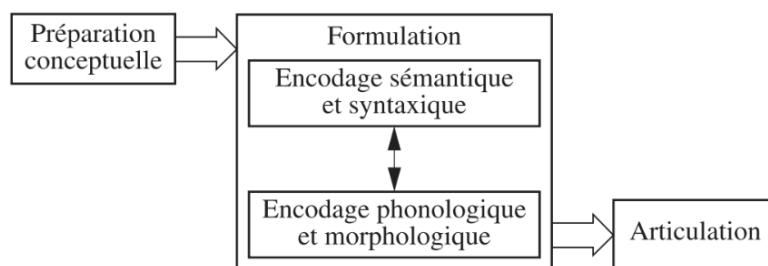 Préparation
conceptuelle
Formulation
Encodage sémantique
et syntaxique
Encodage phonologique
et morphologique
Articulation